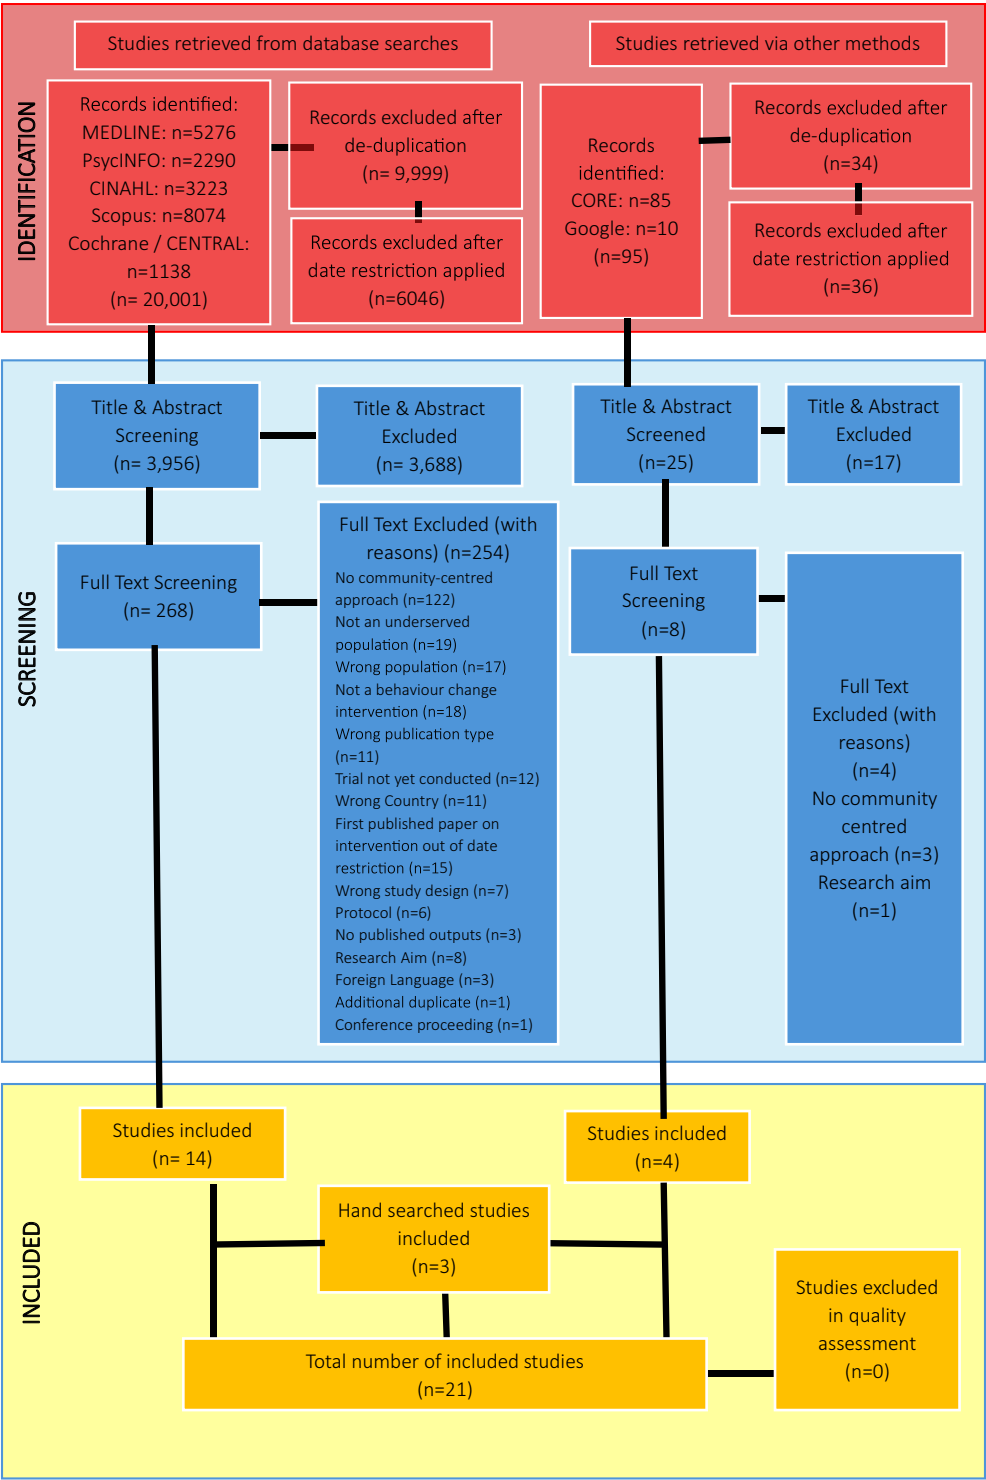 IDENTIFICATION
Studies retrieved from database searches
Records identified:
MEDLINE: n=5276
PsycINFO: n=2290
CINAHL: n=3223
Scopus: n=8074
Cochrane / CENTRAL:
n=1138
(n= 20,001)
Records excluded after
de-duplication
(n= 9,999)
Records excluded after
date restriction applied
(n=6046)
Studies retrieved via other methods
Records
identified:
CORE: n=85
Google: n=10
(n=95)
Records excluded after
de-duplication
(n=34)
Records excluded after
date restriction applied
(n=36)
SCREENING
Title & Abstract
Screening
(n= 3,956)
Title & Abstract
Excluded
(n= 3,688)
Full Text Screening
(n= 268)
Full Text Excluded (with
reasons) (n=254)
No community-centred
approach (n=122)
Not an underserved
population (n=19)
Wrong population (n=17)
Not a behaviour change
intervention (n=18)
Wrong publication type
(n=11)
Trial not yet conducted (n=12)
Wrong Country (n=11)
First published paper on
intervention out of date
restriction (n=15)
Wrong study design (n=7)
Protocol (n=6)
No published outputs (n=3)
Research Aim (n=8)
Foreign Language (n=3)
Additional duplicate (n=1)
Conference proceeding (n=1)
Title & Abstract
Screened
(n=25)
Title & Abstract
Excluded
(n=17)
Full Text
Screening
(n=8)
Full Text
Excluded (with
reasons)
(n=4)
No community
centred
approach (n=3)
Research aim
(n=1)
INCLUDED
Studies included
(n= 14)
Studies included
(n=4)
Hand searched studies
included
(n=3)
Total number of included studies
(n=21)
Studies excluded
in quality
assessment
(n=0)